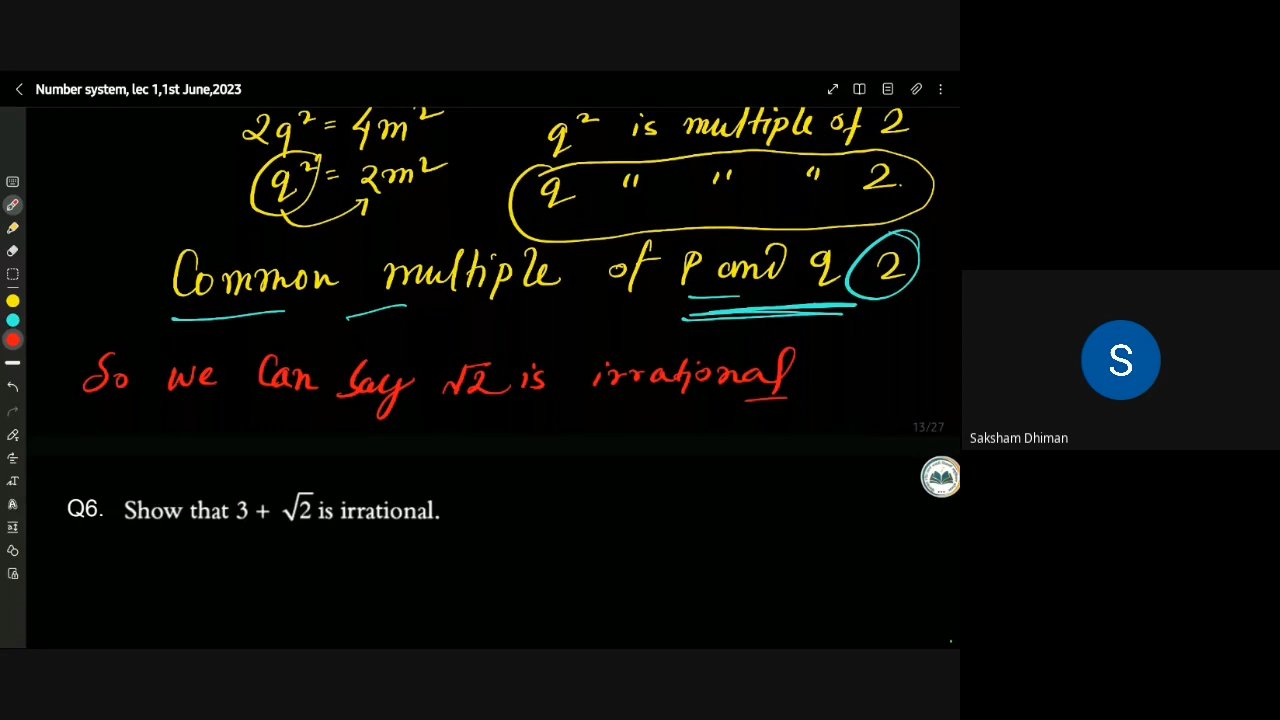 Number system, lec 1,1st June,2023
2q² = 4m²
q² = 2m²
q² is multiple of 2
q " " " 2.
Common multiple of p and q 2
So we can say √2 is irrational
13/27
Q6. Show that 3 + √2 is irrational.
S
Saksham Dhiman